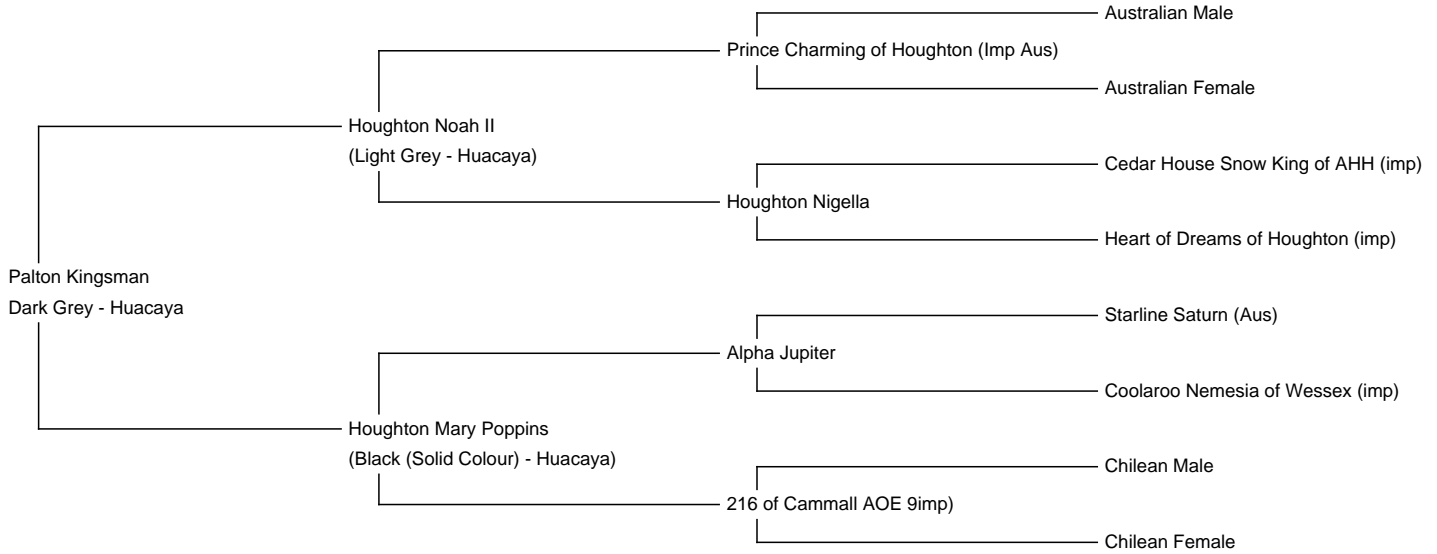 Australian Male
Prince Charming of Houghton (Imp Aus)
Australian Female
Houghton Noah II
(Light Grey - Huacaya)
Cedar House Snow King of AHH (imp)
Houghton Nigella
Heart of Dreams of Houghton (imp)
Palton Kingsman
Dark Grey - Huacaya
Starline Saturn (Aus)
Alpha Jupiter
Coolaroo Nemesia of Wessex (imp)
Houghton Mary Poppins
(Black (Solid Colour) - Huacaya)
Chilean Male
216 of Cammall AOE 9imp)
Chilean Female